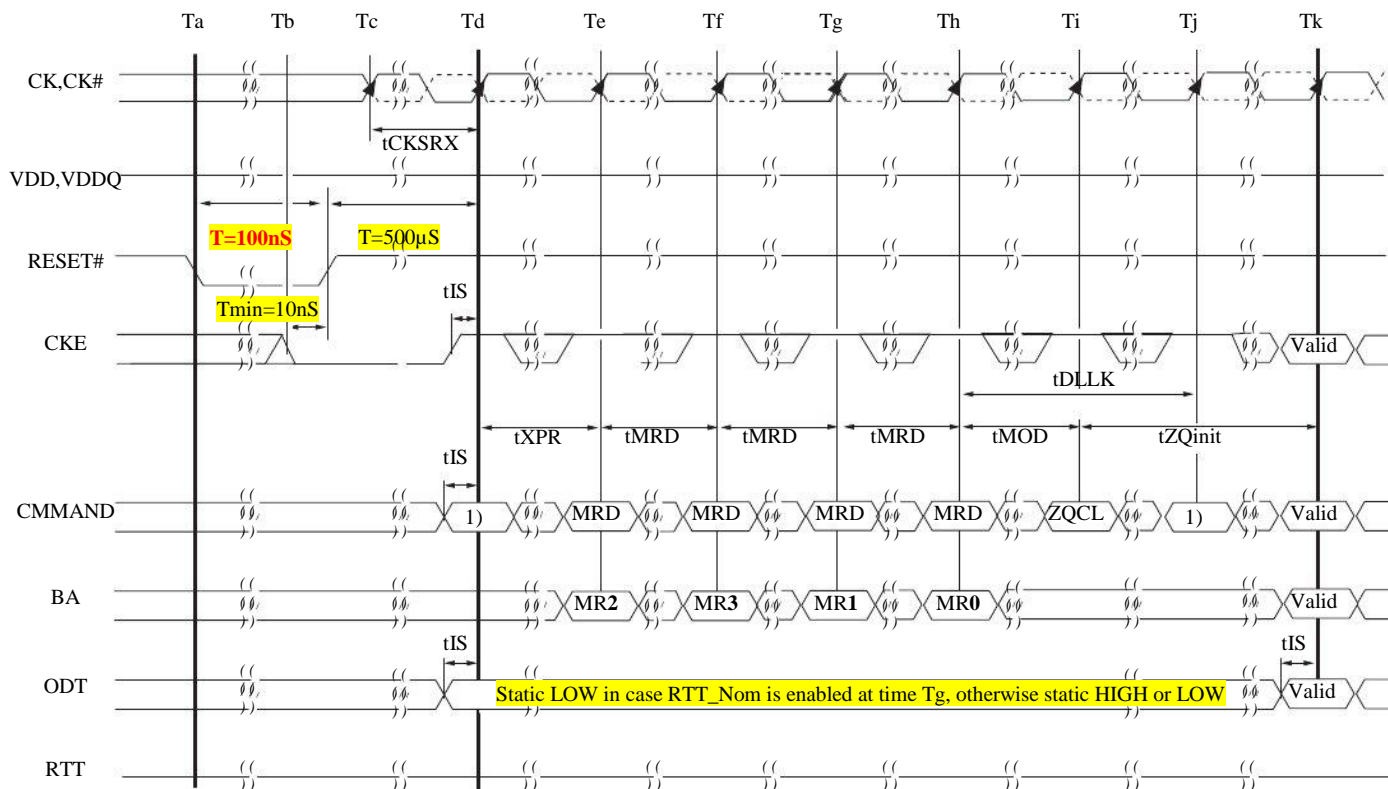 Ta Tb Tc Td Te Tf Tg Th Ti Tj Tk
CK,CK#
tCKSRX
VDD,VDDQ
T=100nS T=500µS
RESET#
Tmin=10nS tIS
CKE Valid
tDLLK
tXPR tMRD tMRD tMRD tMOD tZQinit
tIS
CMMAND 1) MRD MRD MRD MRD ZQCL 1) Valid
BA MR2 MR3 MR1 MR0 Valid
tIS tIS
ODT Static LOW in case RTT_Nom is enabled at time Tg, otherwise static HIGH or LOW Valid
RTT